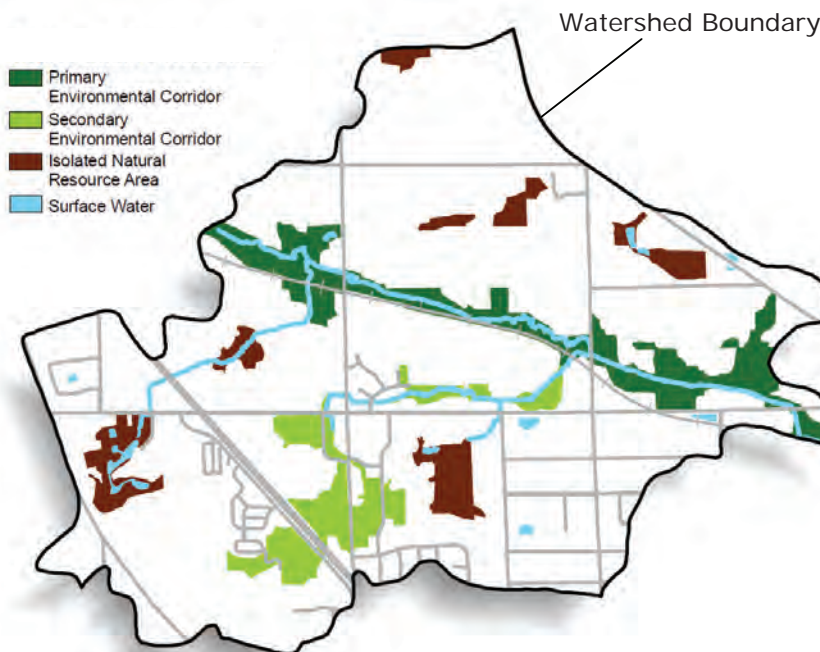 Watershed Boundary
Primary
Environmental Corridor
Secondary
Environmental Corridor
Isolated Natural
Resource Area
Surface Water